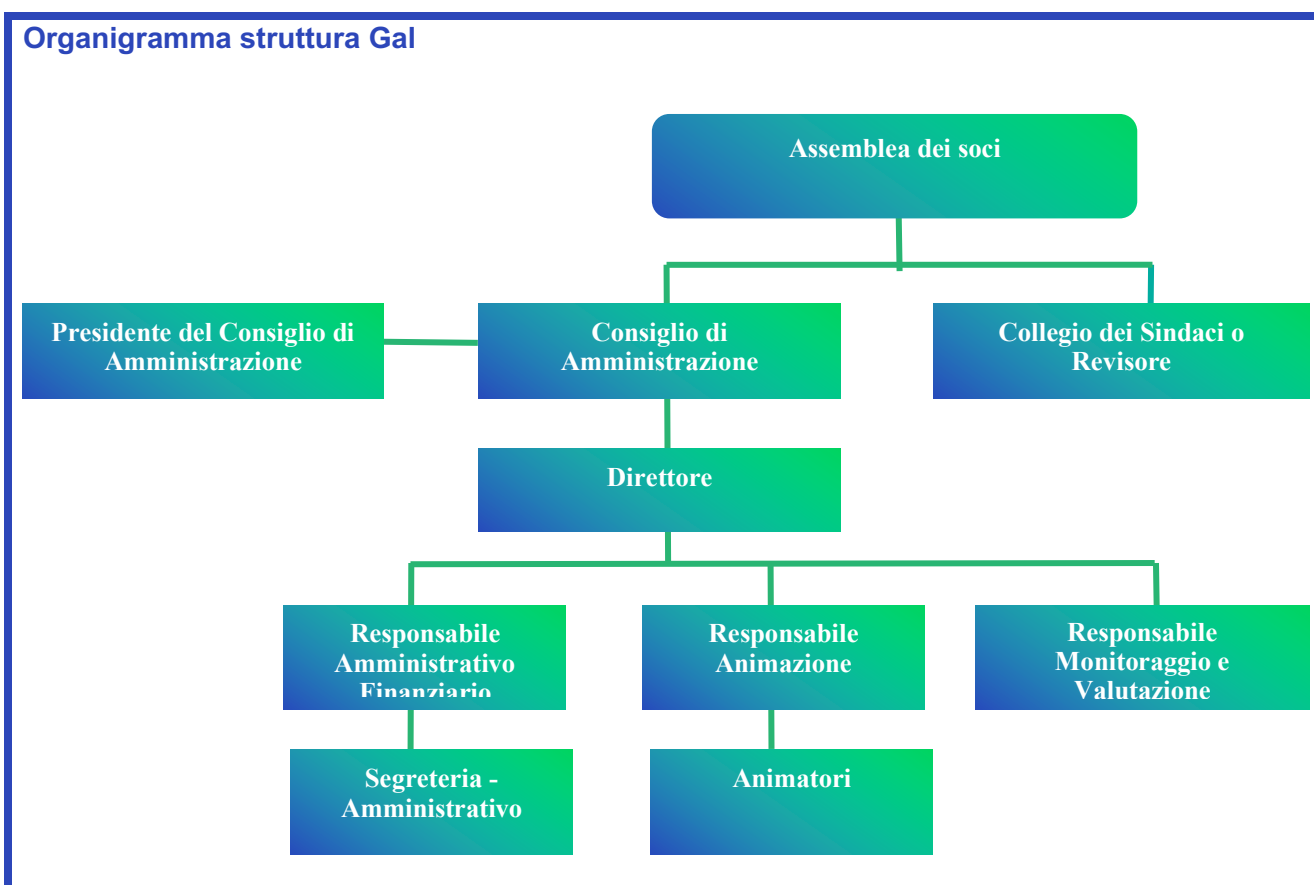 Organigramma struttura Gal
Assemblea dei soci
Presidente del Consiglio di
Amministrazione
Consiglio di
Amministrazione
Collegio dei Sindaci o
Revisore
Direttore
Responsabile
Amministrativo
Finanziario
Responsabile
Animazione
Responsabile
Monitoraggio e
Valutazione
Segreteria -
Amministrativo
Animatori